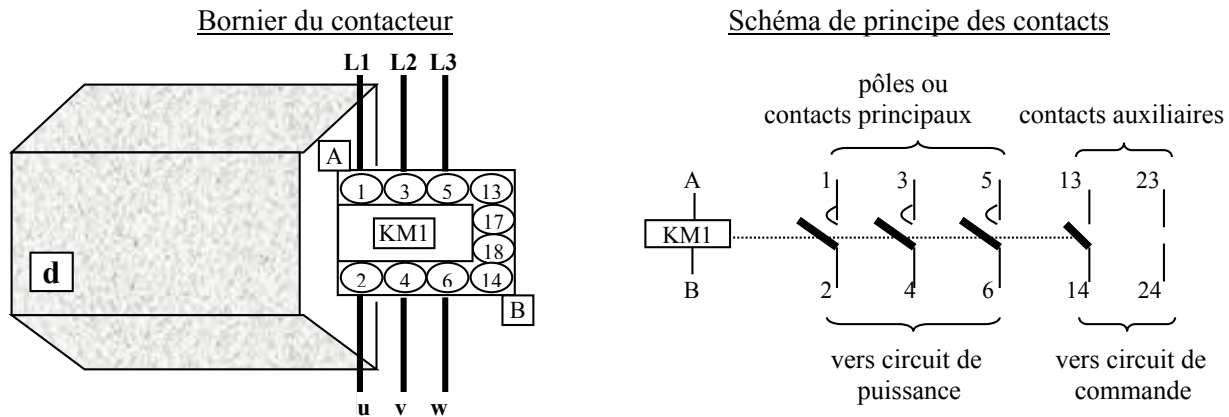 Bornier du contacteur
L1 L2 L3
A
1 3 5 13
17
KM1
18
2 4 6 14
d
B
u v w
Schéma de principe des contacts
pôles ou
contacts principaux
contacts auxiliaires
A 1 3 5 13 23
KM1
B 2 4 6 14 24
vers circuit de
puissance
vers circuit de
commande